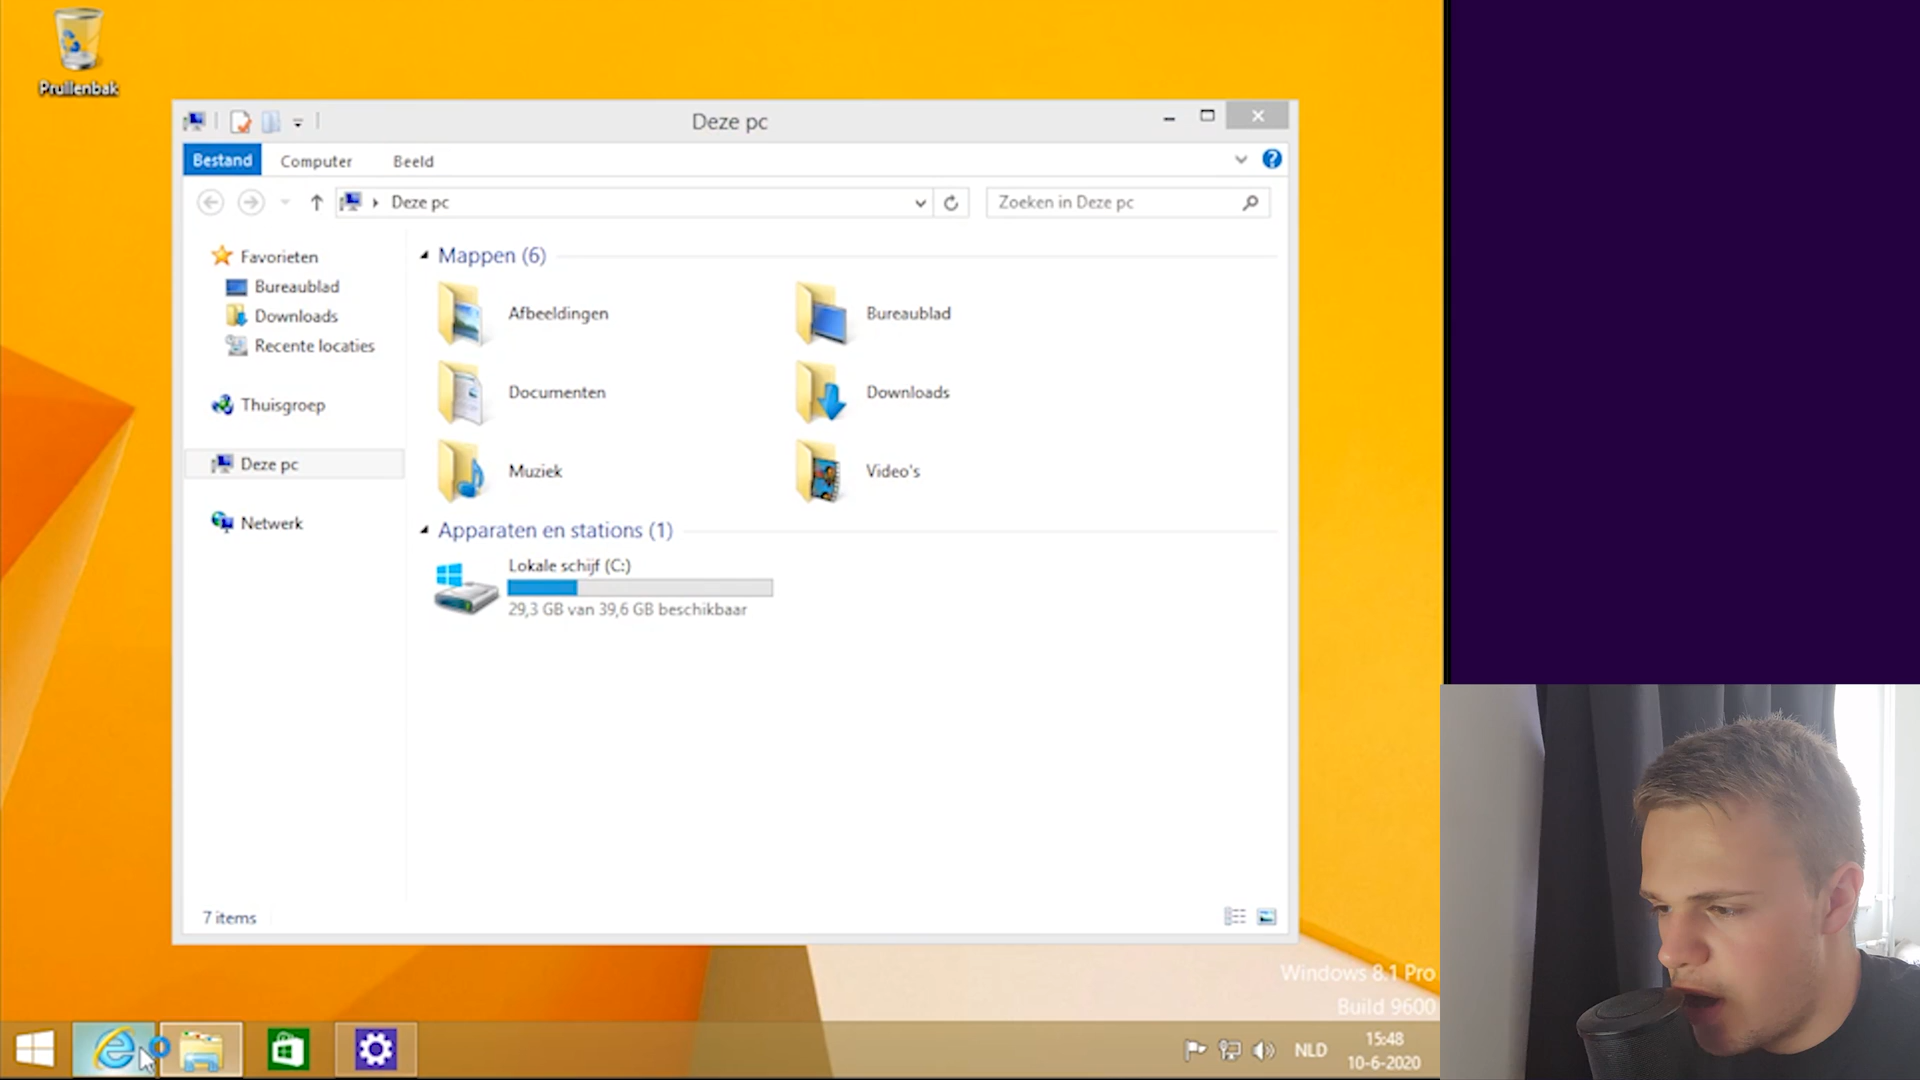 Prullenbak
Deze pc
Bestand
Computer
Beeld
Deze pc
Zoeken in Deze pc
Favorieten
Bureaublad
Downloads
Recente locaties
Thuisgroep
Deze pc
Netwerk
Mappen (6)
Afbeeldingen
Bureaublad
Documenten
Downloads
Muziek
Video's
Apparaten en stations (1)
Lokale schijf (C:)
29,3 GB van 39,6 GB beschikbaar
7 items
Windows 8.1 Pro
Build 9600
NLD
15:48
10-6-2020